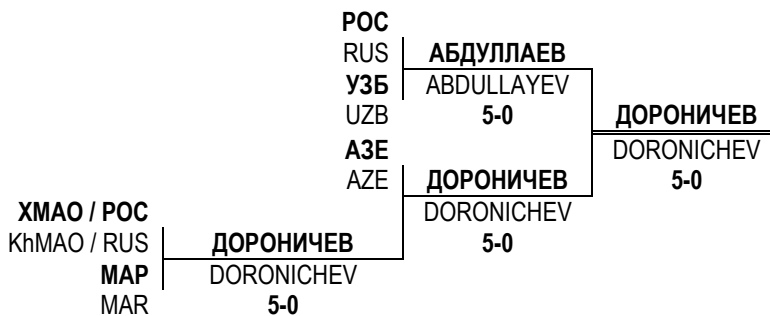 РОС
RUS
АБДУЛЛАЕВ
УЗБ
ABDULLAYEV
UZB
5-0
ДОРОНИЧЕВ
АЗЕ
DORONICHEV
AZE
ДОРОНИЧЕВ
5-0
ХМАО / РОС
DORONICHEV
KhMAO / RUS
ДОРОНИЧЕВ
5-0
МАР
DORONICHEV
MAR
5-0